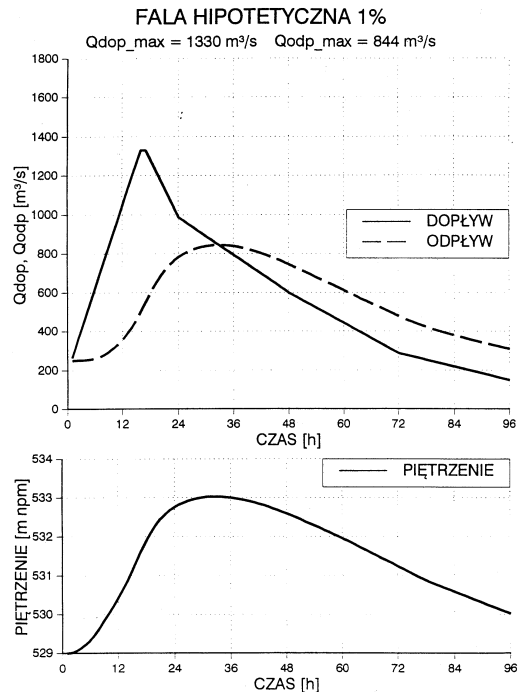 FALA HIPOTETYCZNA 1%
Qdop_max = 1330 m³/s Qodp_max = 844 m³/s
1800
1600
1400
1200
1000
800
600
400
200
0
Qdop, Qodp [m³/s]
DOPŁYW
ODPŁYW
0 12 24 36 48 60 72 84 96
CZAS [h]
534
533
532
531
530
529
PIĘTRZENIE [m npm]
PIĘTRZENIE
0 12 24 36 48 60 72 84 96
CZAS [h]